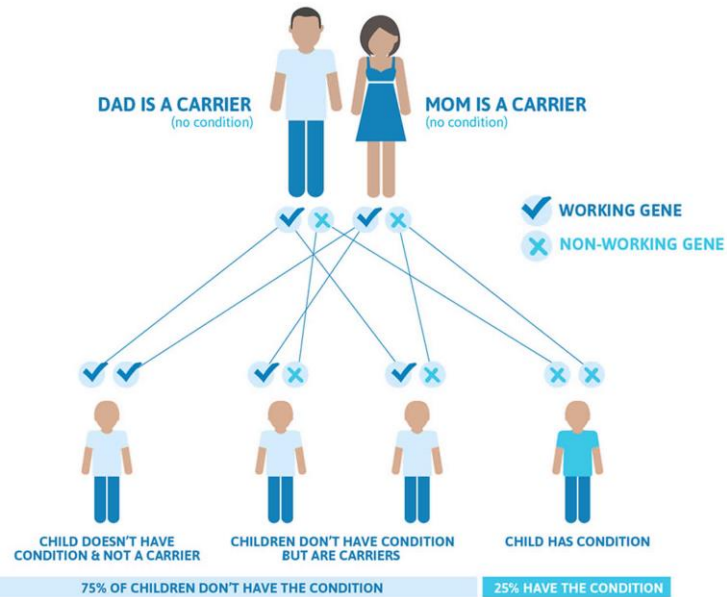 DAD IS A CARRIER
(no condition)
MOM IS A CARRIER
(no condition)
WORKING GENE
NON-WORKING GENE
CHILD DOESN'T HAVE
CONDITION & NOT A CARRIER
CHILDREN DON'T HAVE CONDITION
BUT ARE CARRIERS
CHILD HAS CONDITION
75% OF CHILDREN DON'T HAVE THE CONDITION
25% HAVE THE CONDITION